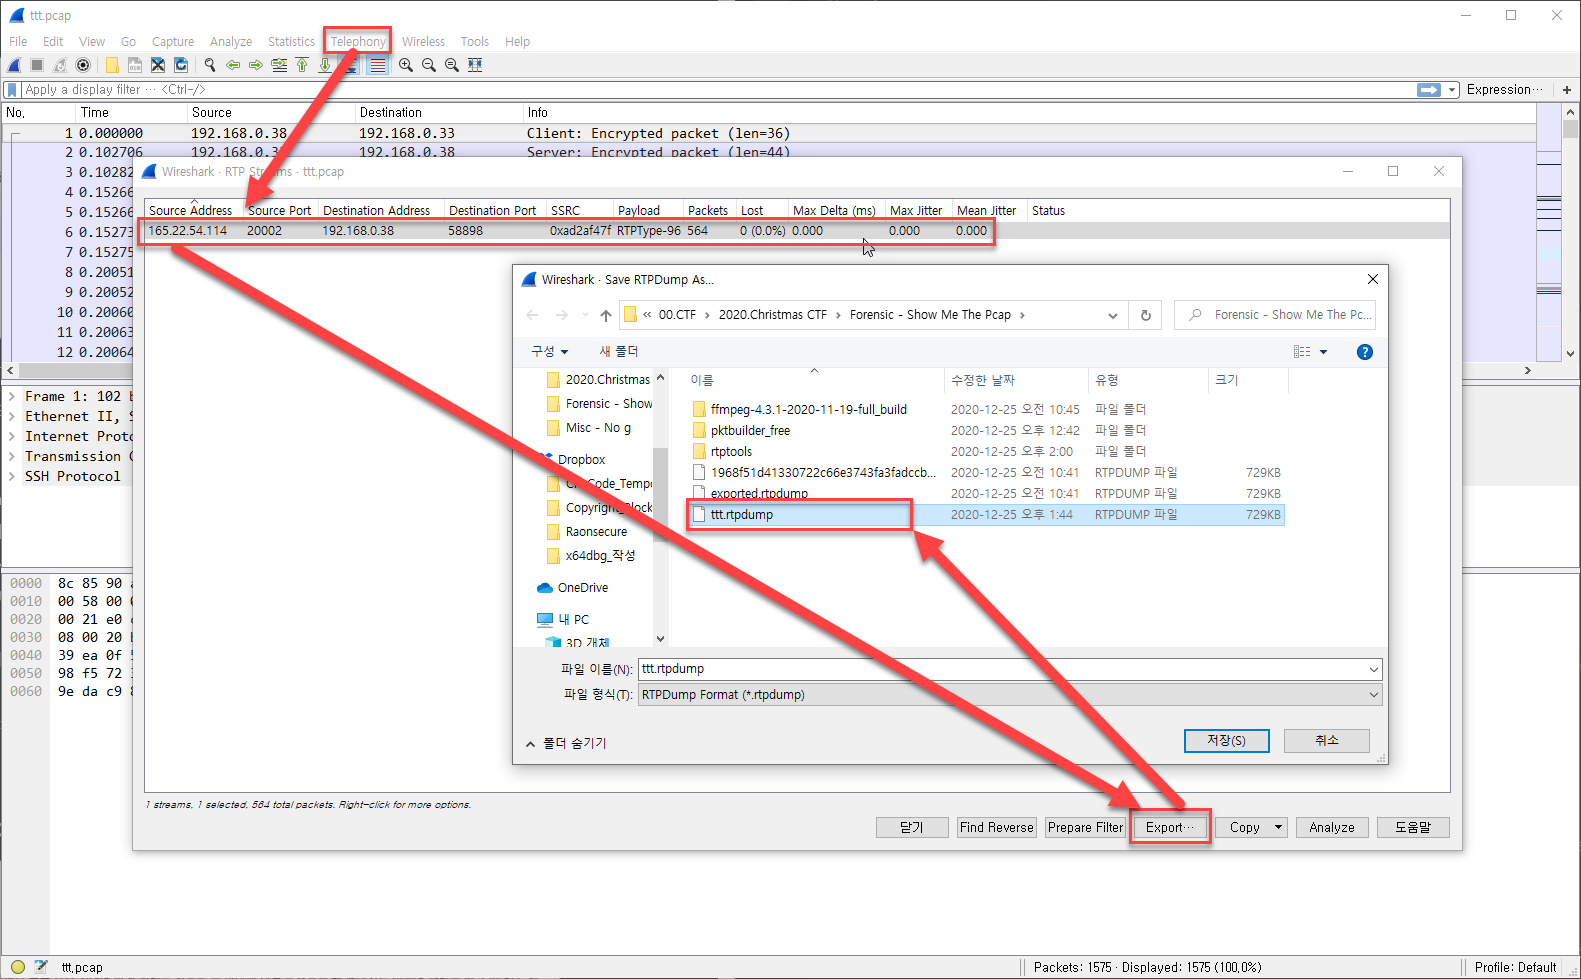 ttt.pcap
File Edit View Go Capture Analyze Statistics Telephony Wireless Tools Help
Apply a display filter ··· <Ctrl-/> Expression··· +
No. Time Source Destination Info
1 0.000000 192.168.0.38 192.168.0.33 Client: Encrypted packet (len=36)
2 0.102706 192.168.0.3 192.168.0.38 Server: Encrypted packet (len=44)
3 0.10282
4 0.15266
5 0.15266
6 0.15273
7 0.15275
8 0.20051
9 0.20052
10 0.20060
11 0.20063
12 0.20064
Frame 1: 102 b
Ethernet II, S
Internet Proto
Transmission C
SSH Protocol
0000 8c 85 90
0010 00 58 00
0020 00 21 e0
0030 08 00 20
0040 39 ea 0f
0050 98 f5 72
0060 9e da c9
Wireshark · RTP Streams · ttt.pcap
Source Address Source Port Destination Address Destination Port SSRC Payload Packets Lost Max Delta (ms) Max Jitter Mean Jitter Status
165.22.54.114 20002 192.168.0.38 58898 0xad2af47f RTPType-96 564 0 (0.0%) 0.000 0.000 0.000
Wireshark · Save RTPDump As...
« 00.CTF › 2020.Christmas CTF › Forensic - Show Me The Pcap › Forensic - Show Me The Pc...
구성 새 폴더
2020.Christmas
Forensic - Show
Misc - No g
Dropbox
Code_Temp
Copyright_Block
Raonsecure
x64dbg_작성
OneDrive
내 PC
3D 개체
이름 수정한 날짜 유형 크기
ffmpeg-4.3.1-2020-11-19-full_build 2020-12-25 오전 10:45 파일 폴더
pktbuilder_free 2020-12-25 오후 12:42 파일 폴더
rtptools 2020-12-25 오후 2:00 파일 폴더
1968f51d41330722c66e3743fa3fadccb... 2020-12-25 오전 10:41 RTPDUMP 파일 729KB
exported.rtpdump 2020-12-25 오전 10:41 RTPDUMP 파일 729KB
ttt.rtpdump 2020-12-25 오후 1:44 RTPDUMP 파일 729KB
파일 이름(N): ttt.rtpdump
파일 형식(T): RTPDump Format (*.rtpdump)
폴더 숨기기 저장(S) 취소
1 streams, 1 selected, 564 total packets. Right-click for more options.
닫기 Find Reverse Prepare Filter Export··· Copy Analyze 도움말
ttt.pcap Packets: 1575 · Displayed: 1575 (100.0%) Profile: Default